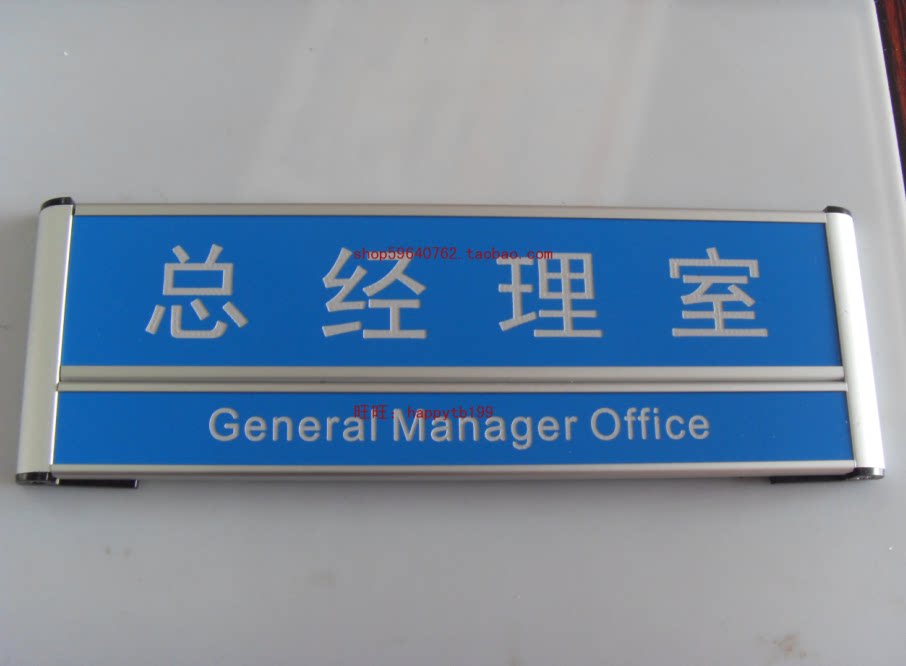 shop59640762.taobao.com
总经理室
旺旺：happytb199
General Manager Office